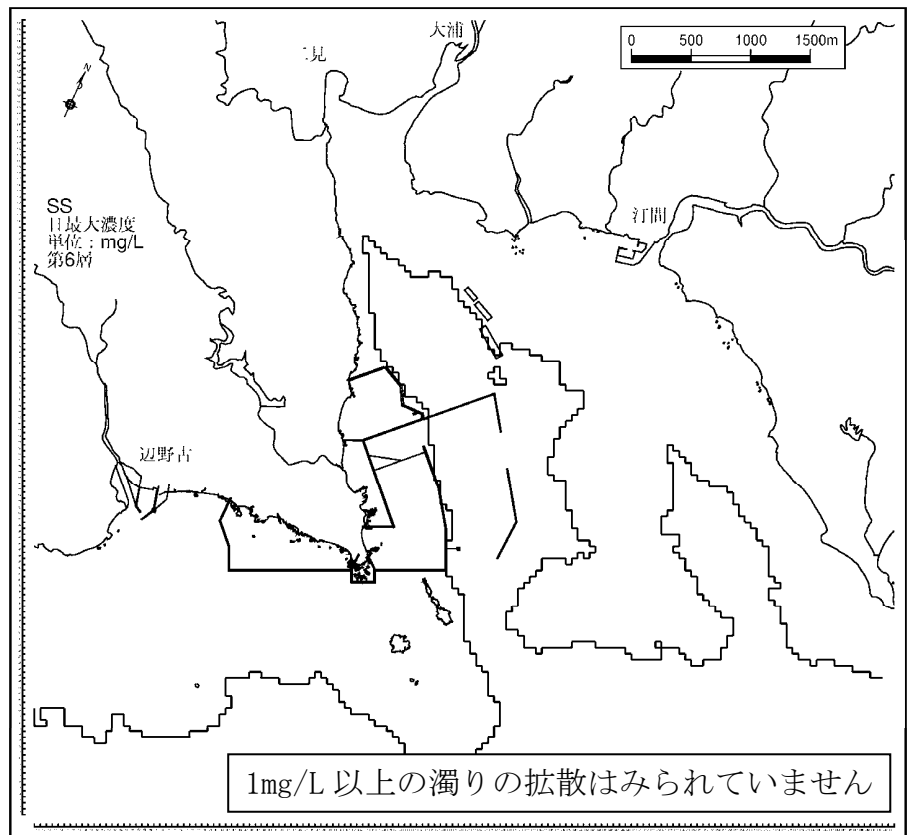 大浦
二見
0 500 1000 1500m
N
汀間
SS
日最大濃度
単位：mg/L
第6層
辺野古
1mg/L 以上の濁りの拡散はみられていません